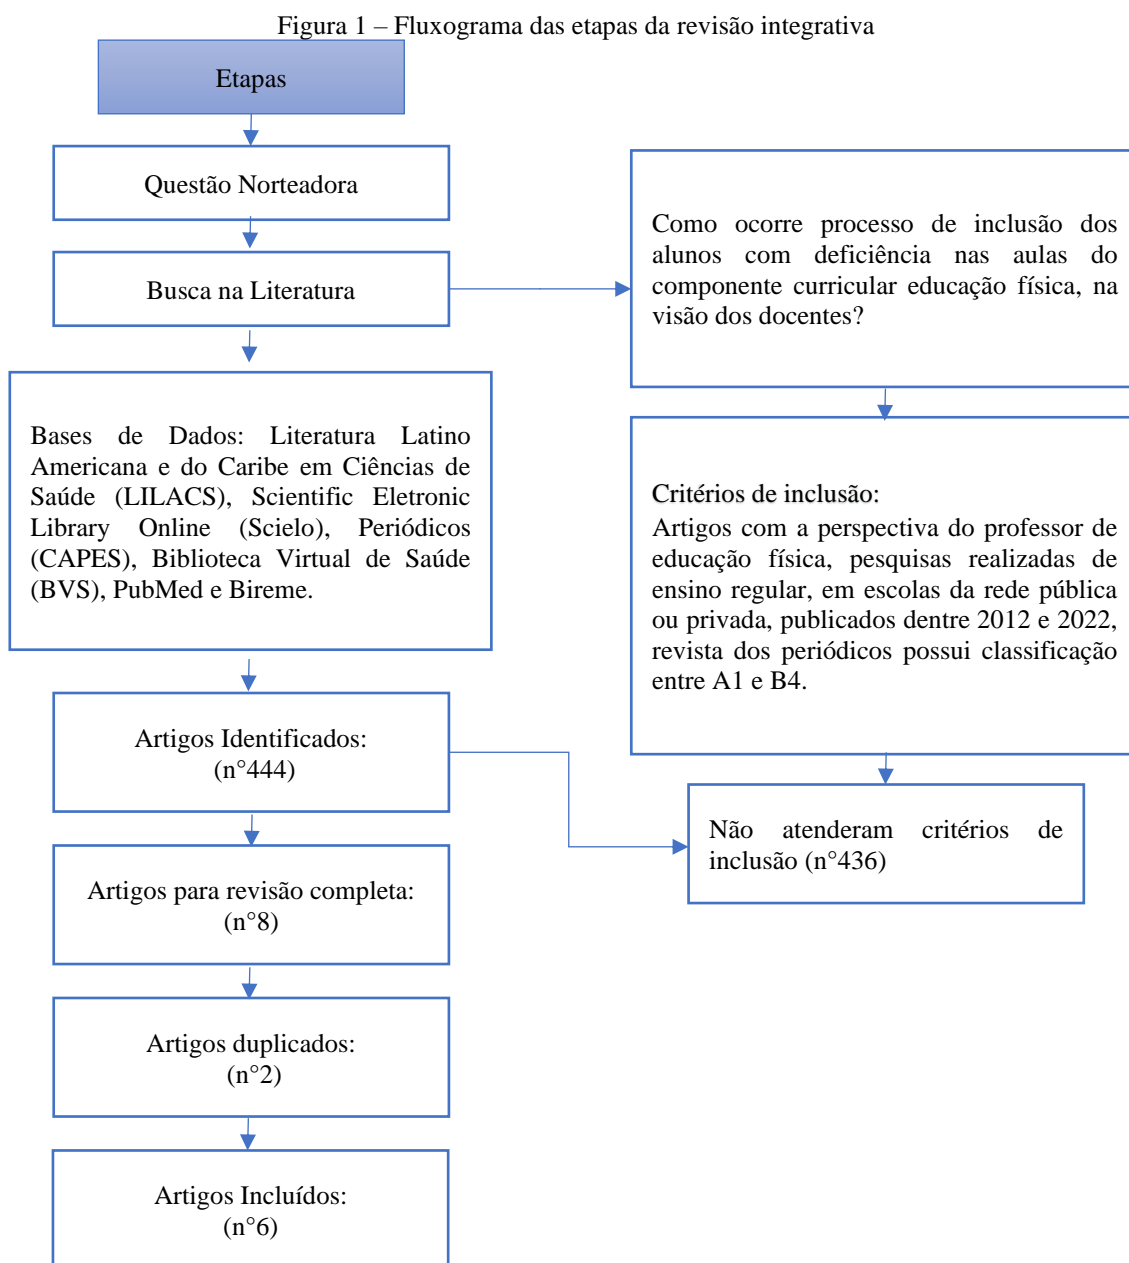 Figura 1 – Fluxograma das etapas da revisão integrativa
Etapas
Questão Norteadora
Busca na Literatura
Como ocorre processo de inclusão dos
alunos com deficiência nas aulas do
componente curricular educação física, na
visão dos docentes?
Bases de Dados: Literatura Latino
Americana e do Caribe em Ciências de
Saúde (LILACS), Scientific Eletronic
Library Online (Scielo), Periódicos
(CAPES), Biblioteca Virtual de Saúde
(BVS), PubMed e Bireme.
Critérios de inclusão:
Artigos com a perspectiva do professor de
educação física, pesquisas realizadas de
ensino regular, em escolas da rede pública
ou privada, publicados dentre 2012 e 2022,
revista dos periódicos possui classificação
entre A1 e B4.
Artigos Identificados:
(n°444)
Não atenderam critérios de
inclusão (n°436)
Artigos para revisão completa:
(n°8)
Artigos duplicados:
(n°2)
Artigos Incluídos:
(n°6)